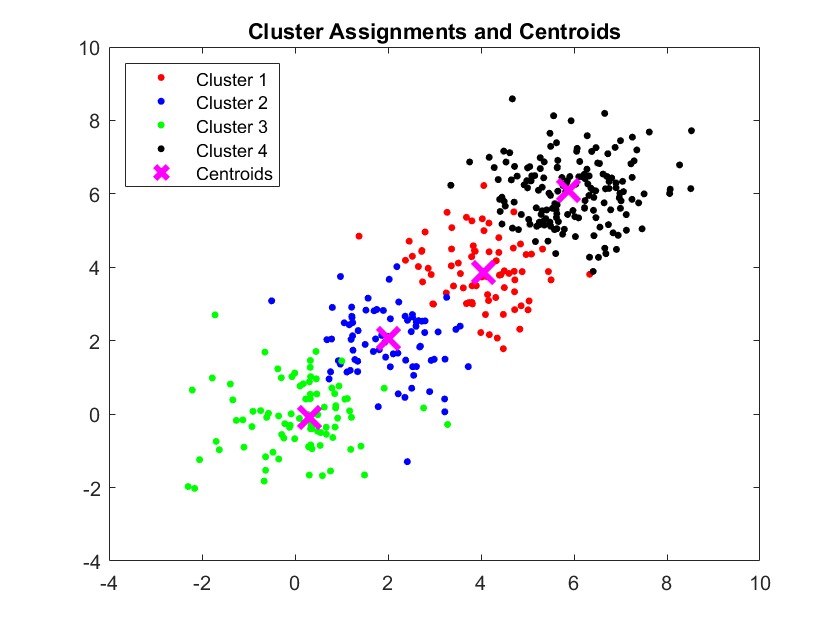 Cluster Assignments and Centroids
10
8
6
4
2
0
-2
-4
Cluster 1
Cluster 2
Cluster 3
Cluster 4
Centroids
-4 -2 0 2 4 6 8 10